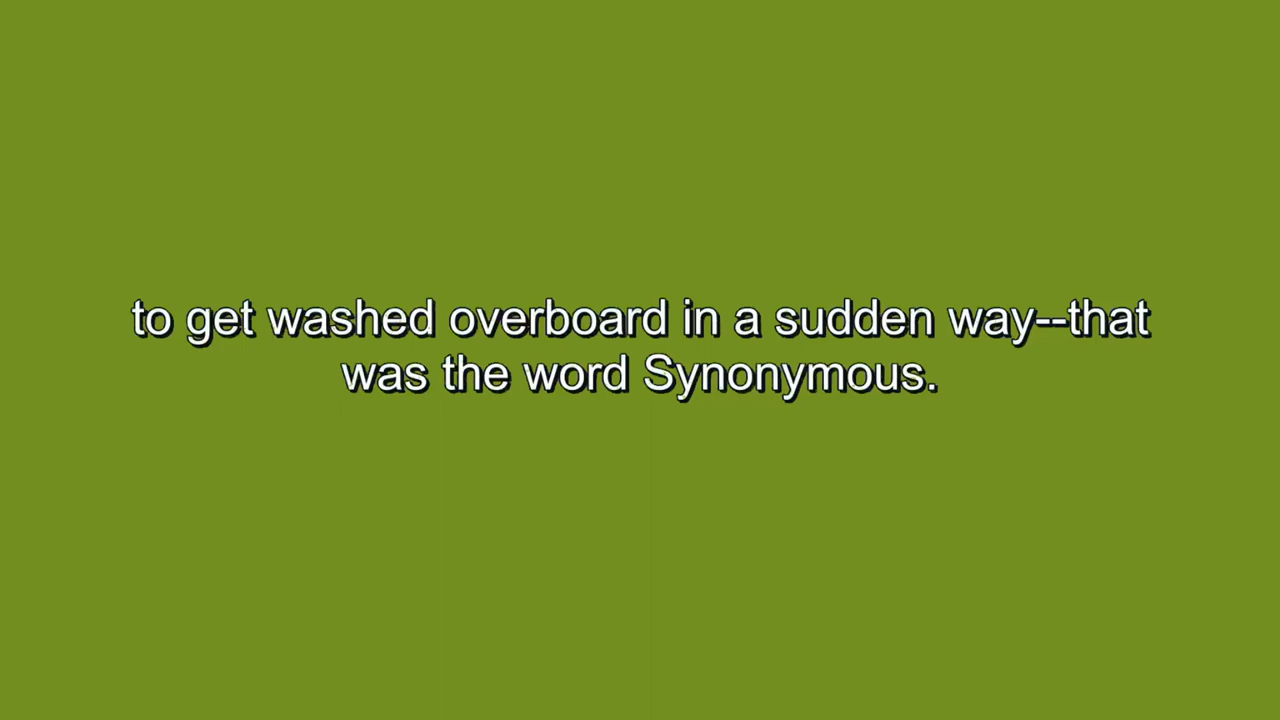 to get washed overboard in a sudden way--that
was the word Synonymous.